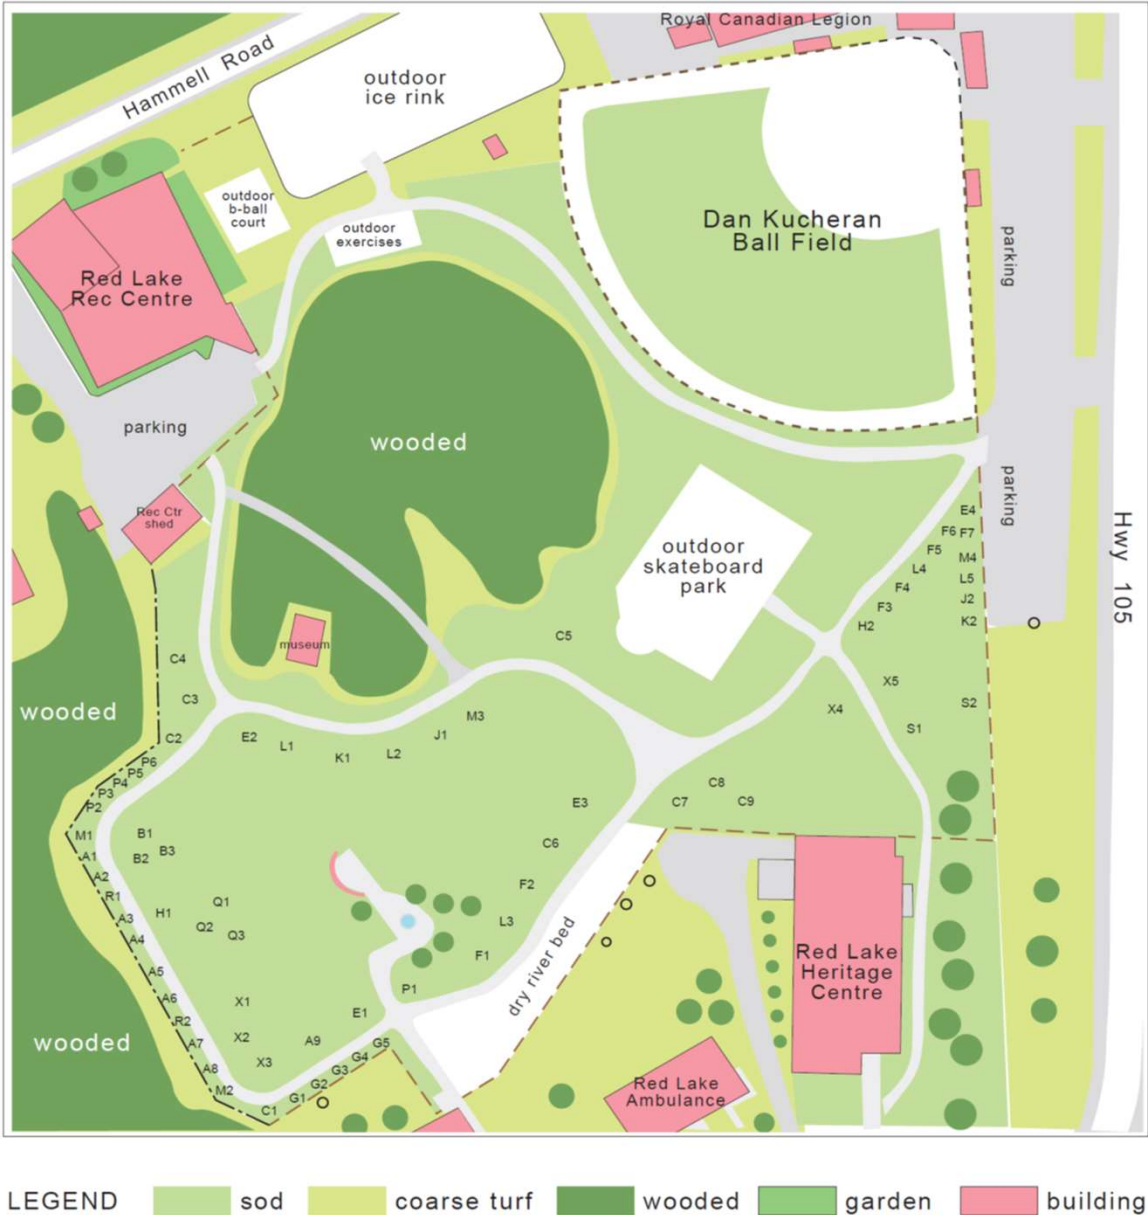 Royal Canadian Legion
Hammell Road
outdoor
ice rink
outdoor
b-ball
court
outdoor
exercises
Dan Kucheran
Ball Field
parking
Red Lake
Rec Centre
parking
wooded
Rec Ctr
shed
parking
Hwy 105
outdoor
skateboard
park
museum
E4
F6 F7
F5
M4
L4
L5
F4
J2
F3
K2
H2
C5
C4
X5
C3
S2
X4
wooded
M3
S1
C2
E2
J1
L1
L2
K1
P6
P5
P4
C8
P3
C7
C9
P2
E3
M1
B1
C6
B3
A1
B2
A2
F2
R1
Q1
A3
H1
L3
Q2
Q3
A4
F1
dry river bed
Red Lake
Heritage
Centre
A5
P1
A6
X1
E1
R2
X2
wooded
A7
A9
G5
G4
X3
A8
G3
M2
G2
G1
C1
Red Lake
Ambulance
LEGEND sod coarse turf wooded garden building